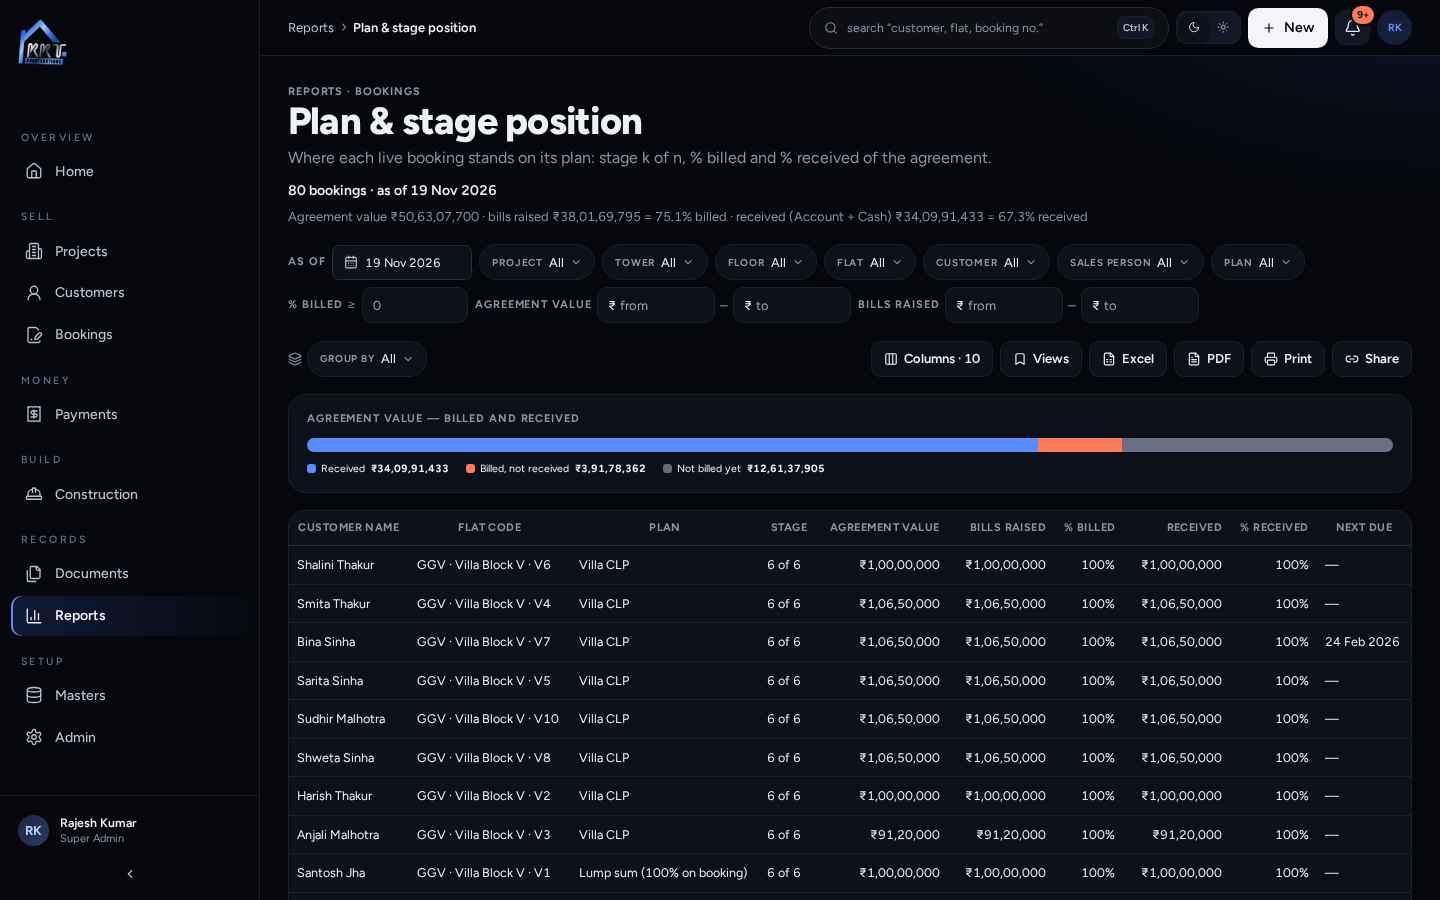 Reports > Plan & stage position
search “customer, flat, booking no.”
Ctrl K
New
9+
RK
OVERVIEW
Home
SELL
Projects
Customers
Bookings
MONEY
Payments
BUILD
Construction
RECORDS
Documents
Reports
SETUP
Masters
Admin
RK
Rajesh Kumar
Super Admin
REPORTS · BOOKINGS
Plan & stage position
Where each live booking stands on its plan: stage k of n, % billed and % received of the agreement.
80 bookings · as of 19 Nov 2026
Agreement value ₹50,63,07,700 · bills raised ₹38,01,69,795 = 75.1% billed · received (Account + Cash) ₹34,09,91,433 = 67.3% received
AS OF 19 Nov 2026 PROJECT All TOWER All FLOOR All FLAT All CUSTOMER All SALES PERSON All PLAN All
% BILLED ≥ 0 AGREEMENT VALUE ₹ from – ₹ to BILLS RAISED ₹ from – ₹ to
GROUP BY All
Columns · 10 Views Excel PDF Print Share
AGREEMENT VALUE — BILLED AND RECEIVED
Received ₹34,09,91,433 Billed, not received ₹3,91,78,362 Not billed yet ₹12,61,37,905
CUSTOMER NAME FLAT CODE PLAN STAGE AGREEMENT VALUE BILLS RAISED % BILLED RECEIVED % RECEIVED NEXT DUE
Shalini Thakur GGV · Villa Block V · V6 Villa CLP 6 of 6 ₹1,00,00,000 ₹1,00,00,000 100% ₹1,00,00,000 100% —
Smita Thakur GGV · Villa Block V · V4 Villa CLP 6 of 6 ₹1,06,50,000 ₹1,06,50,000 100% ₹1,06,50,000 100% —
Bina Sinha GGV · Villa Block V · V7 Villa CLP 6 of 6 ₹1,06,50,000 ₹1,06,50,000 100% ₹1,06,50,000 100% 24 Feb 2026
Sarita Sinha GGV · Villa Block V · V5 Villa CLP 6 of 6 ₹1,06,50,000 ₹1,06,50,000 100% ₹1,06,50,000 100% —
Sudhir Malhotra GGV · Villa Block V · V10 Villa CLP 6 of 6 ₹1,06,50,000 ₹1,06,50,000 100% ₹1,06,50,000 100% —
Shweta Sinha GGV · Villa Block V · V8 Villa CLP 6 of 6 ₹1,06,50,000 ₹1,06,50,000 100% ₹1,06,50,000 100% —
Harish Thakur GGV · Villa Block V · V2 Villa CLP 6 of 6 ₹1,00,00,000 ₹1,00,00,000 100% ₹1,00,00,000 100% —
Anjali Malhotra GGV · Villa Block V · V3 Villa CLP 6 of 6 ₹91,20,000 ₹91,20,000 100% ₹91,20,000 100% —
Santosh Jha GGV · Villa Block V · V1 Lump sum (100% on booking) 6 of 6 ₹1,00,00,000 ₹1,00,00,000 100% ₹1,00,00,000 100% —